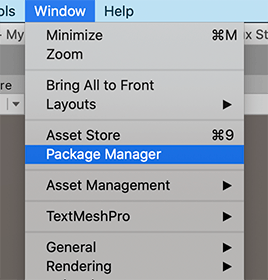 ols Window Help
- My
Minimize ⌘M
Zoom
x St
Bring All to Front
re
Layouts
Asset Store ⌘9
Package Manager
Asset Management
TextMeshPro
General
Rendering